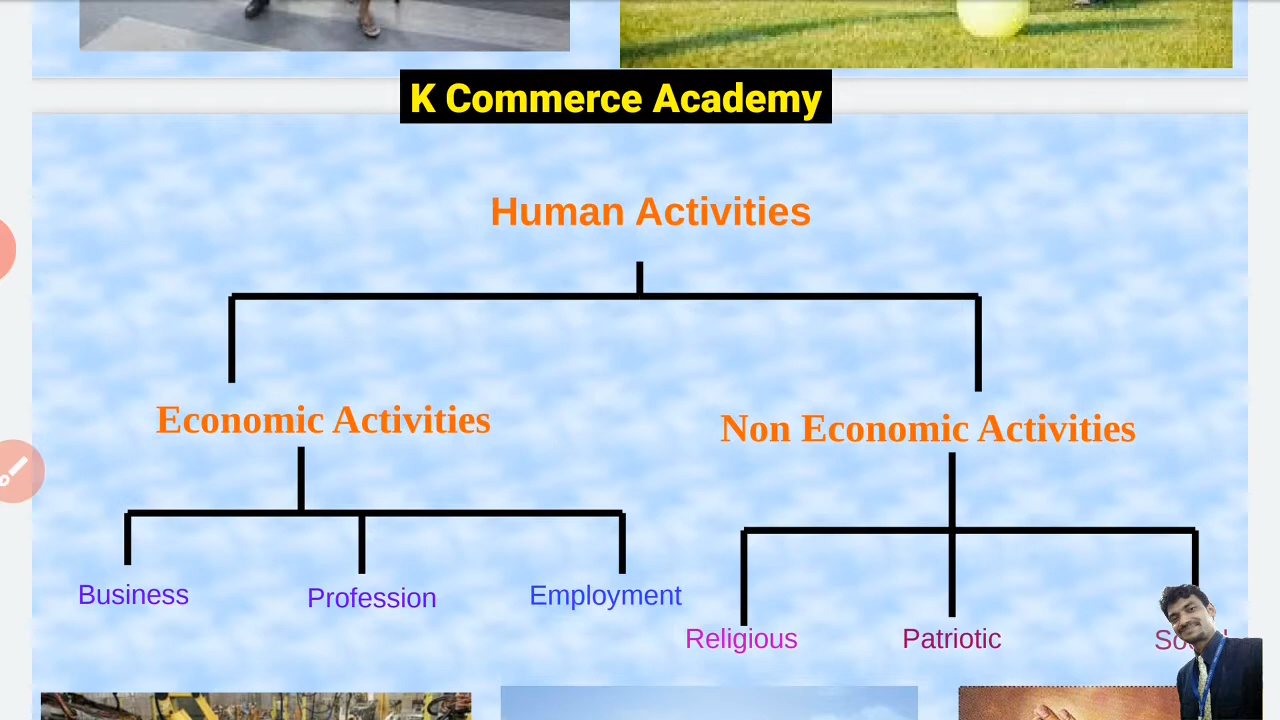 K Commerce Academy
Human Activities
Economic Activities
Non Economic Activities
Business
Profession
Employment
Religious
Patriotic